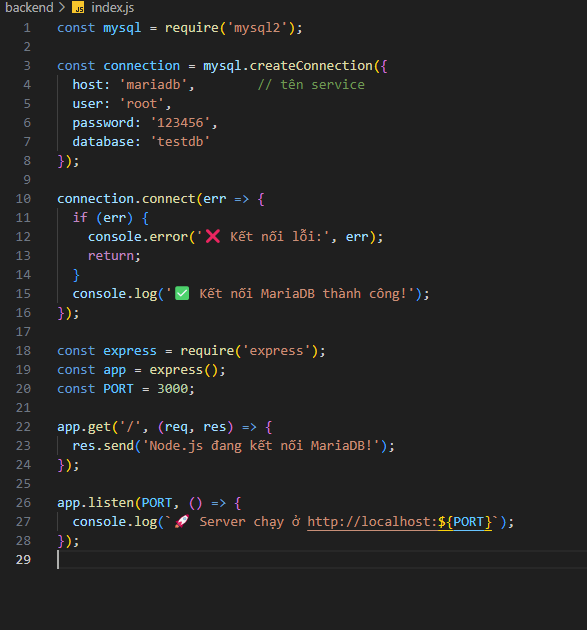 backend > JS index.js
1 const mysql = require('mysql2');
2
3 const connection = mysql.createConnection({
4   host: 'mariadb',        // tên service
5   user: 'root',
6   password: '123456',
7   database: 'testdb'
8 });
9
10 connection.connect(err => {
11   if (err) {
12     console.error('❌ Kết nối lỗi:', err);
13     return;
14   }
15   console.log('✅ Kết nối MariaDB thành công!');
16 });
17
18 const express = require('express');
19 const app = express();
20 const PORT = 3000;
21
22 app.get('/', (req, res) => {
23   res.send('Node.js đang kết nối MariaDB!');
24 });
25
26 app.listen(PORT, () => {
27   console.log(`🚀 Server chạy ở http://localhost:${PORT}`);
28 });
29